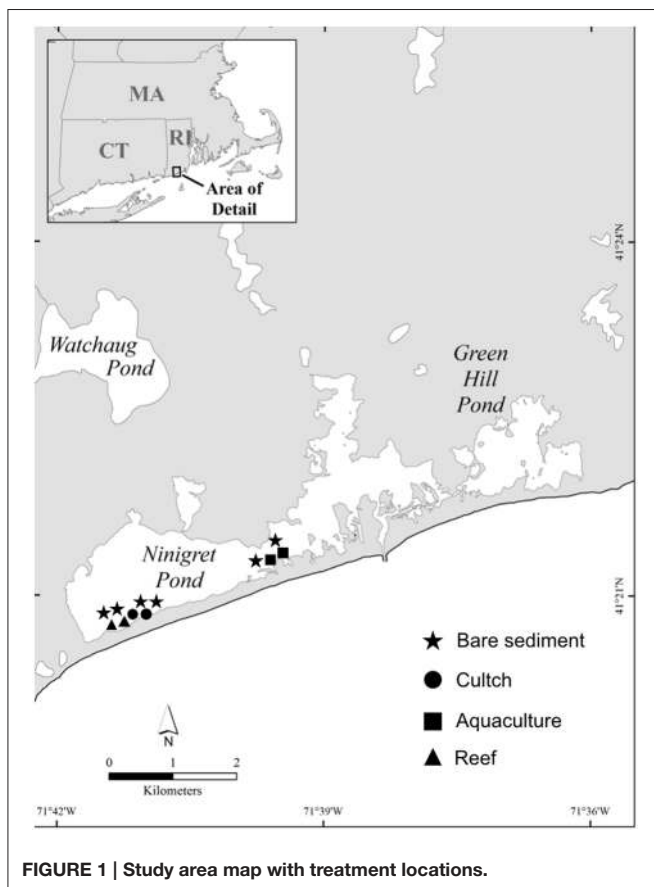 MA
CT
RI
Area of
Detail
41°24'N
Watchaug
Pond
Green
Hill
Pond
Ninigret
Pond
41°21'N
Bare sediment
Cultch
Aquaculture
Reef
N
0 1 2
Kilometers
71°42'W 71°39'W 71°36'W
FIGURE 1 | Study area map with treatment locations.